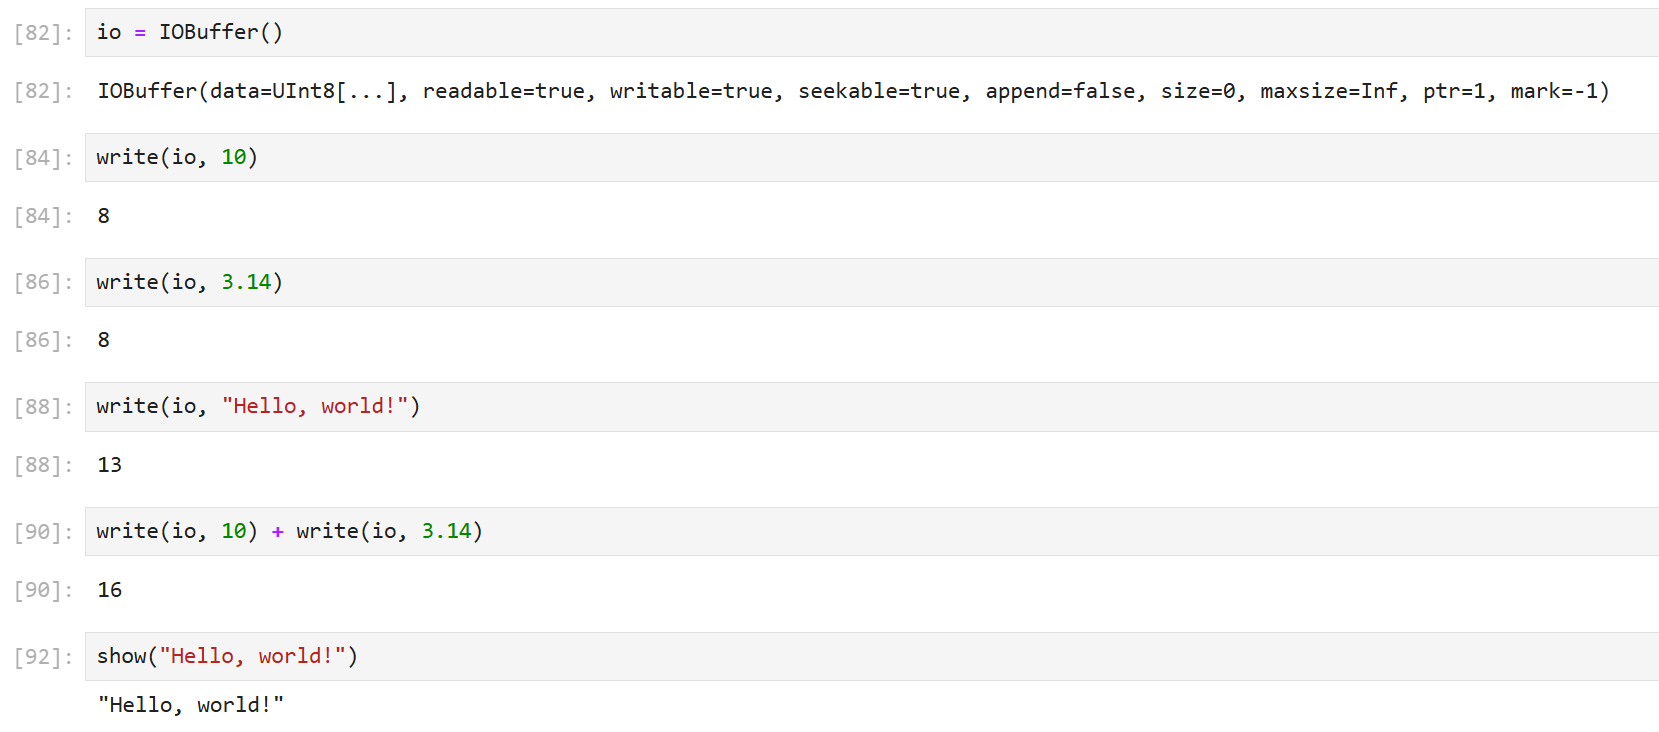 [82]: io = IOBuffer()
[82]: IOBuffer(data=UInt8[...], readable=true, writable=true, seekable=true, append=false, size=0, maxsize=Inf, ptr=1, mark=-1)
[84]: write(io, 10)
[84]: 8
[86]: write(io, 3.14)
[86]: 8
[88]: write(io, "Hello, world!")
[88]: 13
[90]: write(io, 10) + write(io, 3.14)
[90]: 16
[92]: show("Hello, world!")
"Hello, world!"